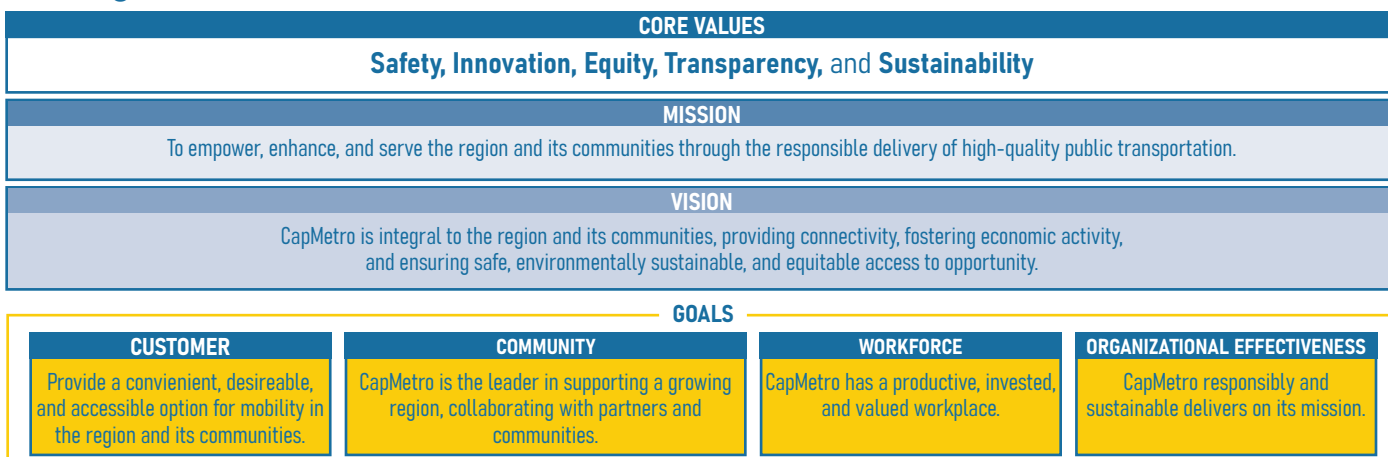 CORE VALUES
Safety, Innovation, Equity, Transparency, and Sustainability
MISSION
To empower, enhance, and serve the region and its communities through the responsible delivery of high-quality public transportation.
VISION
CapMetro is integral to the region and its communities, providing connectivity, fostering economic activity,
and ensuring safe, environmentally sustainable, and equitable access to opportunity.
GOALS
CUSTOMER
Provide a convienient, desireable,
and accessible option for mobility in
the region and its communities.
COMMUNITY
CapMetro is the leader in supporting a growing
region, collaborating with partners and
communities.
WORKFORCE
CapMetro has a productive, invested,
and valued workplace.
ORGANIZATIONAL EFFECTIVENESS
CapMetro responsibly and
sustainable delivers on its mission.